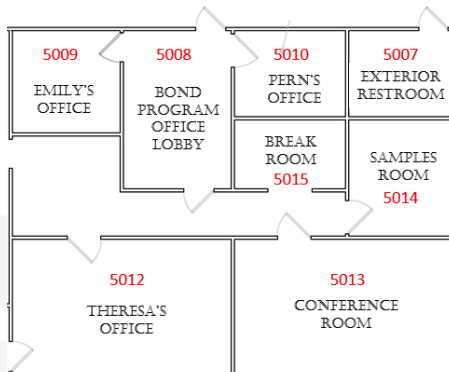 5009
EMILY'S
OFFICE
5008
BOND
PROGRAM
OFFICE
LOBBY
5010
PERN'S
OFFICE
5007
EXTERIOR
RESTROOM
BREAK
ROOM
5015
SAMPLES
ROOM
5014
5012
THERESA'S
OFFICE
5013
CONFERENCE
ROOM